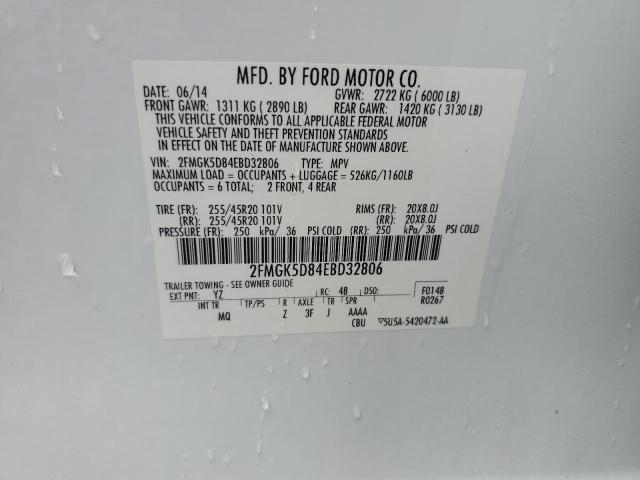 MFD. BY FORD MOTOR CO.
DATE: 06/14 GVWR: 2722 KG ( 6000 LB)
FRONT GAWR: 1311 KG ( 2890 LB) REAR GAWR: 1420 KG ( 3130 LB)
THIS VEHICLE CONFORMS TO ALL APPLICABLE FEDERAL MOTOR
VEHICLE SAFETY AND THEFT PREVENTION STANDARDS
IN EFFECT ON THE DATE OF MANUFACTURE SHOWN ABOVE.
VIN: 2FMGK5D84EBD32806 TYPE: MPV
MAXIMUM LOAD = OCCUPANTS + LUGGAGE = 526KG/1160LB
OCCUPANTS = 6 TOTAL; 2 FRONT, 4 REAR
TIRE (FR): 255/45R20 101V RIMS (FR): 20X8.0J
(RR): 255/45R20 101V (RR): 20X8.0J
PRESSURE (FR): 250 kPa/ 36 PSI COLD (RR): 250 kPa/ 36 PSI COLD
2FMGK5D84EBD32806
TRAILER TOWING - SEE OWNER GUIDE
EXT PNT: YZ RC: 48 DSO: F0148
INT TR TP/PS R AXLE TR SPR R0267
MQ Z 3F J AAAA
CBU ▽5U5A-5420472-AA